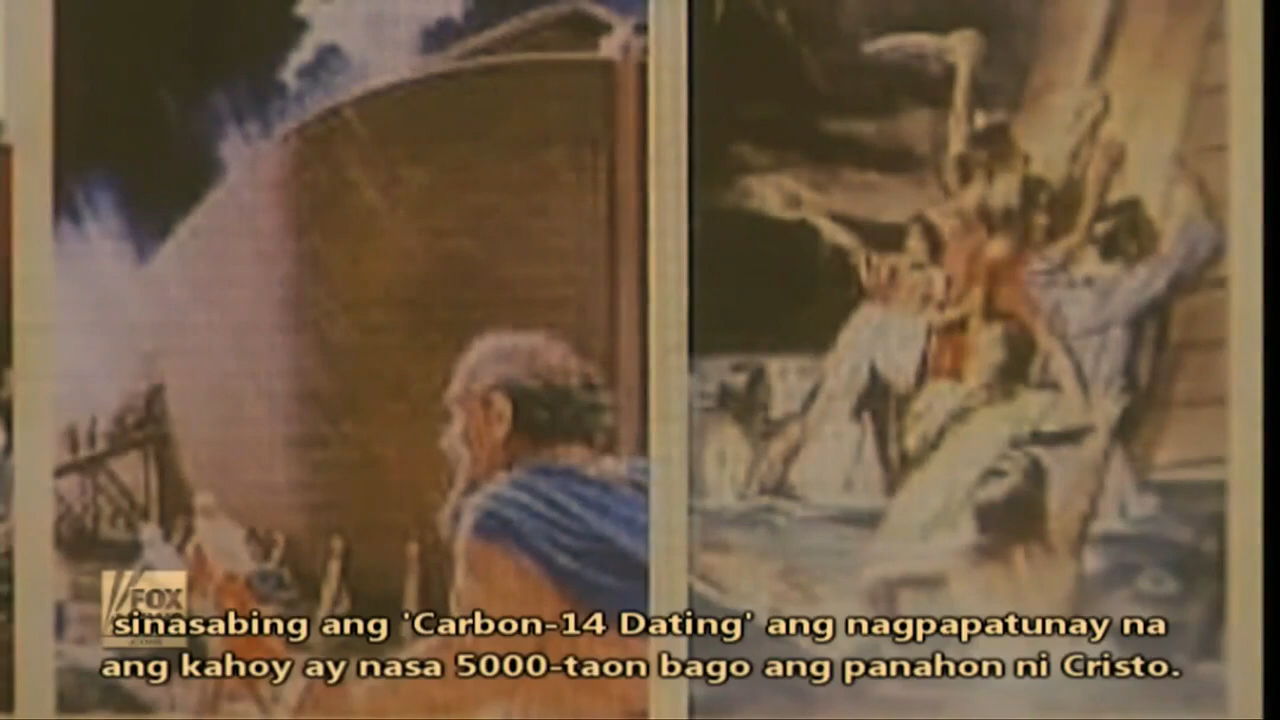 FOX
sinasabing ang 'Carbon-14 Dating' ang nagpapatunay na
ang kahoy ay nasa 5000-taon bago ang panahon ni Cristo.